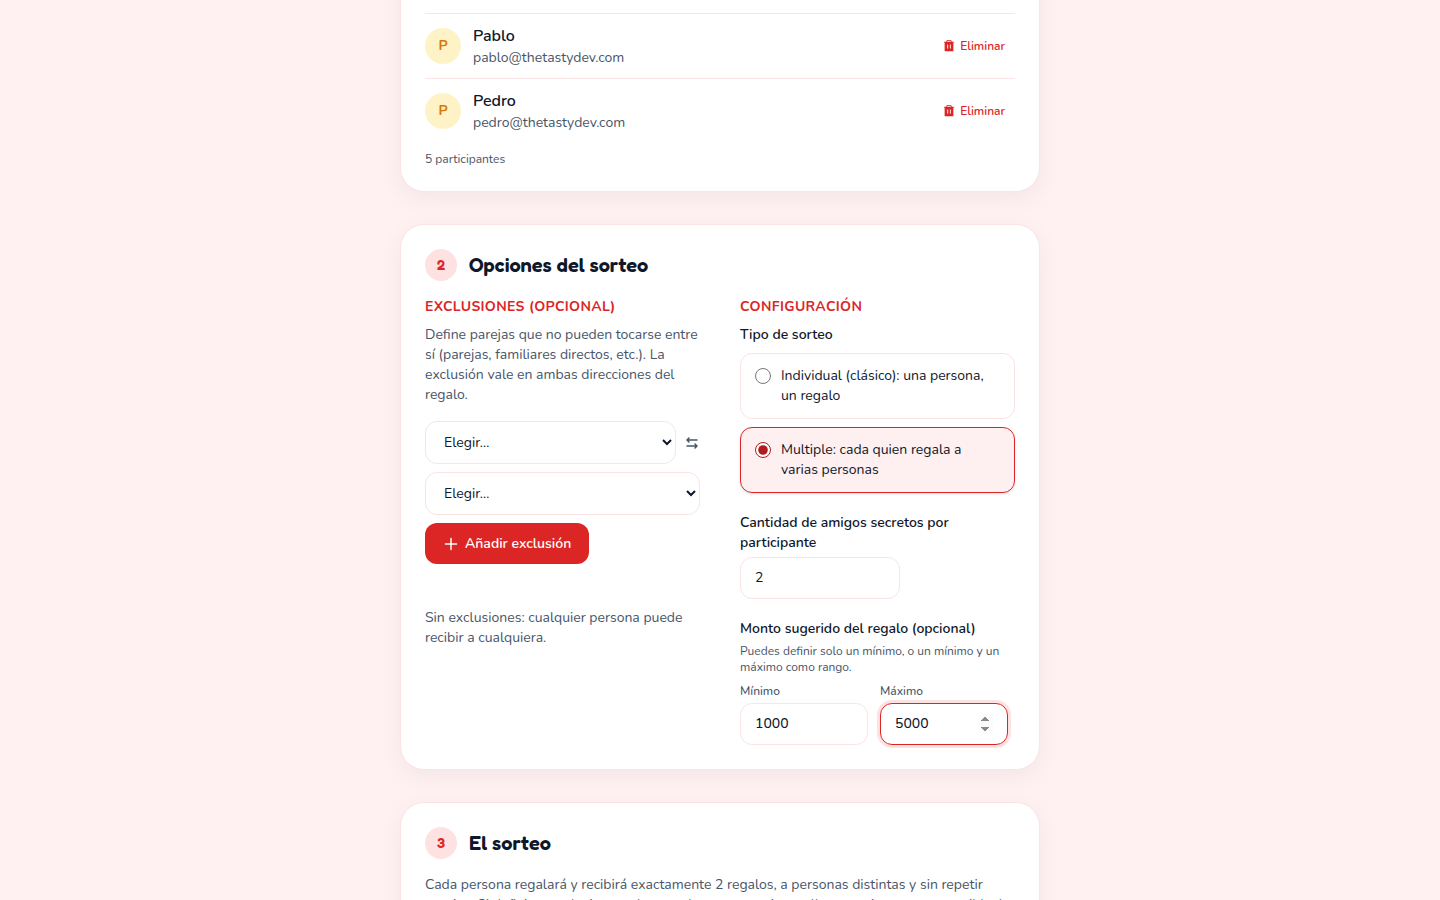 P
Pablo
pablo@thetastydev.com
Eliminar
P
Pedro
pedro@thetastydev.com
Eliminar
5 participantes
2
Opciones del sorteo
EXCLUSIONES (OPCIONAL)
Define parejas que no pueden tocarse entre
sí (parejas, familiares directos, etc.). La
exclusión vale en ambas direcciones del
regalo.
Elegir...
Elegir...
Añadir exclusión
Sin exclusiones: cualquier persona puede
recibir a cualquiera.
CONFIGURACIÓN
Tipo de sorteo
Individual (clásico): una persona,
un regalo
Multiple: cada quien regala a
varias personas
Cantidad de amigos secretos por
participante
2
Monto sugerido del regalo (opcional)
Puedes definir solo un mínimo, o un mínimo y un
máximo como rango.
Mínimo
Máximo
1000
5000
3
El sorteo
Cada persona regalará y recibirá exactamente 2 regalos, a personas distintas y sin repetir